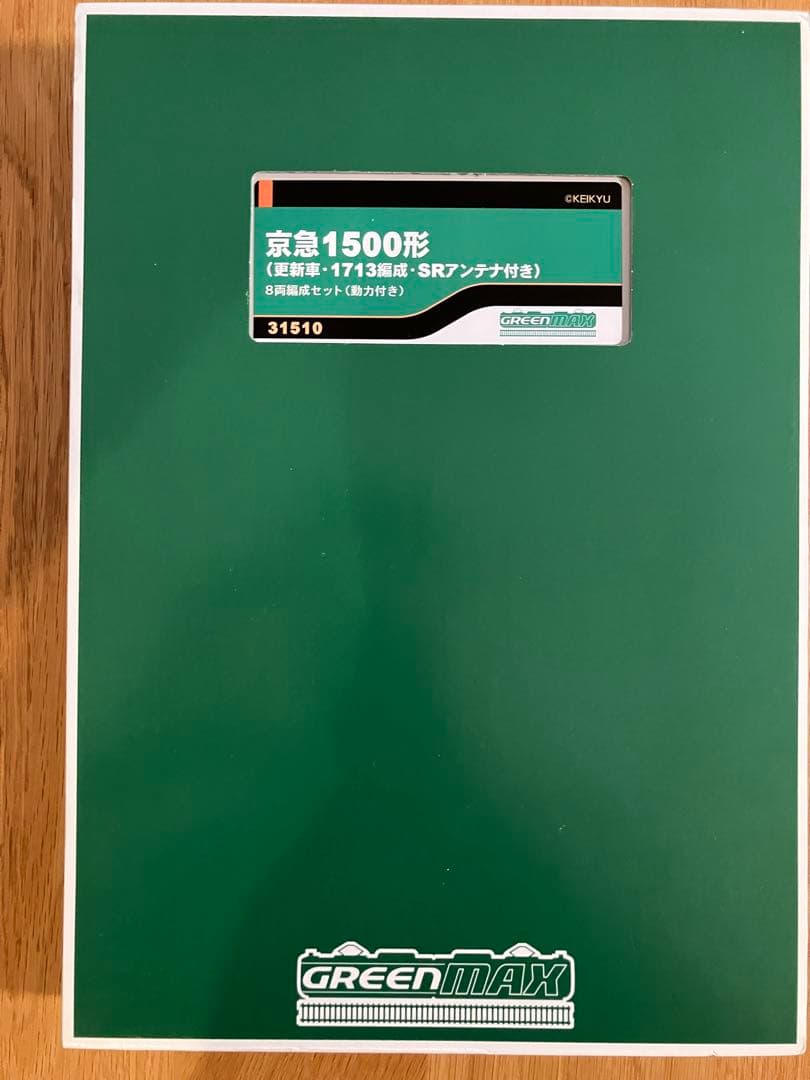 ©KEIKYU
京急1500形
(更新車・1713編成・SRアンテナ付き)
8両編成セット(動力付き)
31510
GREENMAX
GREENMAX